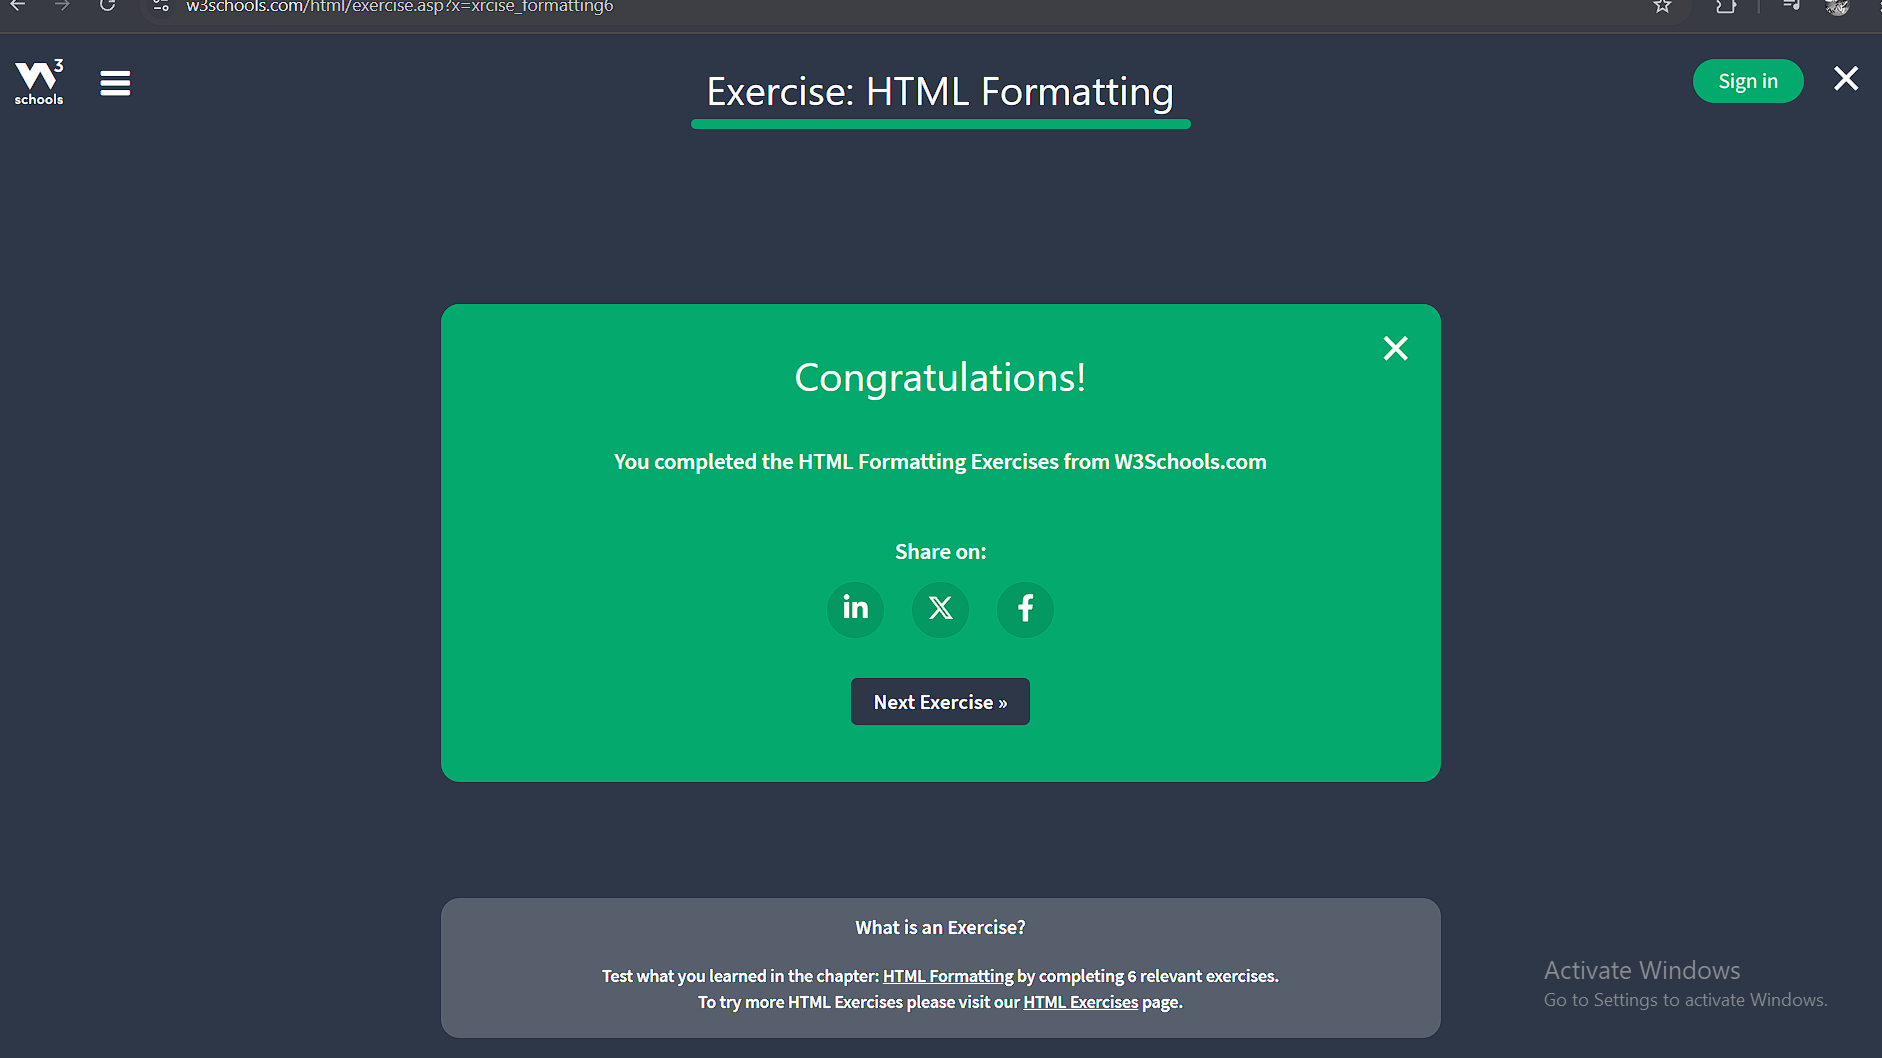 w3schools.com/html/exercise.asp?x=xrcise_formatting6
3
schools
Exercise: HTML Formatting
Sign in
Congratulations!
You completed the HTML Formatting Exercises from W3Schools.com
Share on:
in X f
Next Exercise »
What is an Exercise?
Test what you learned in the chapter: HTML Formatting by completing 6 relevant exercises.
To try more HTML Exercises please visit our HTML Exercises page.
Activate Windows
Go to Settings to activate Windows.